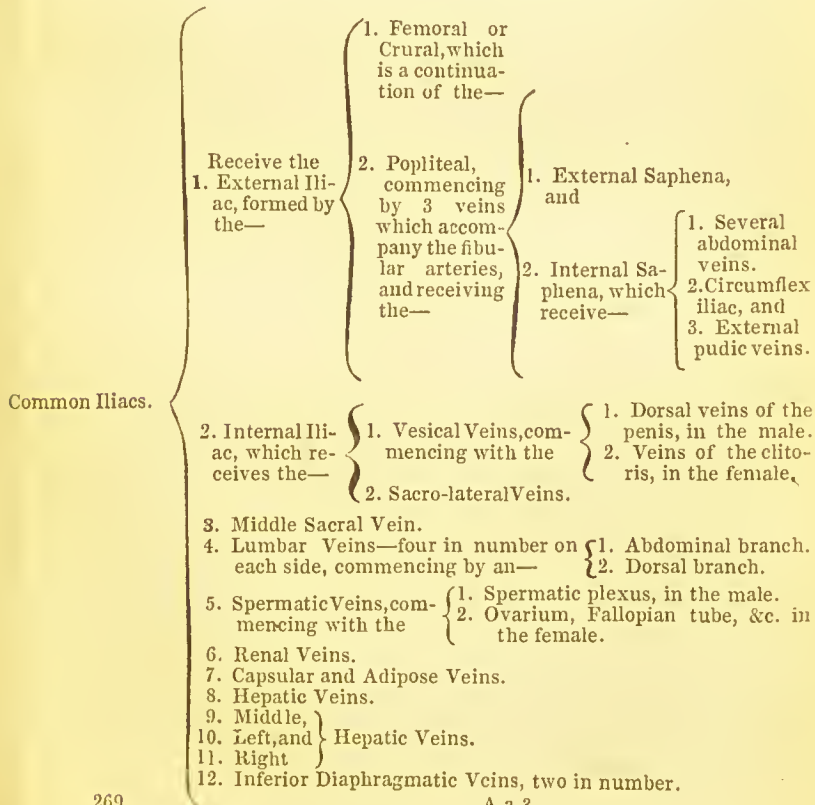 1. Femoral or
Crural,which
is a continua-
tion of the—
Receive the
1. External Ili-
ac, formed by
the—
2. Popliteal,
commencing
by 3 veins
which accom-
pany the fibu-
lar arteries,
and receiving
the—
1. External Saphena,
and
2. Internal Sa-
phena, which
receive—
1. Several
abdominal
veins.
2.Circumflex
iliac, and
3. External
pudic veins.
Common Iliacs.
2. Internal Ili-
ac, which re-
ceives the—
1. Vesical Veins,com-
mencing with the
1. Dorsal veins of the
penis, in the male.
2. Veins of the clito-
ris, in the female,
2. Sacro-lateral Veins.
3. Middle Sacral Vein.
4. Lumbar Veins—four in number on
each side, commencing by an—
1. Abdominal branch.
2. Dorsal branch.
5. Spermatic Veins,com-
mencing with the
1. Spermatic plexus, in the male.
2. Ovarium, Fallopian tube, &c. in
the female.
6. Renal Veins.
7. Capsular and Adipose Veins.
8. Hepatic Veins.
9. Middle,
10. Left,and
11. Right
Hepatic Veins.
12. Inferior Diaphragmatic Veins, two in number.
269